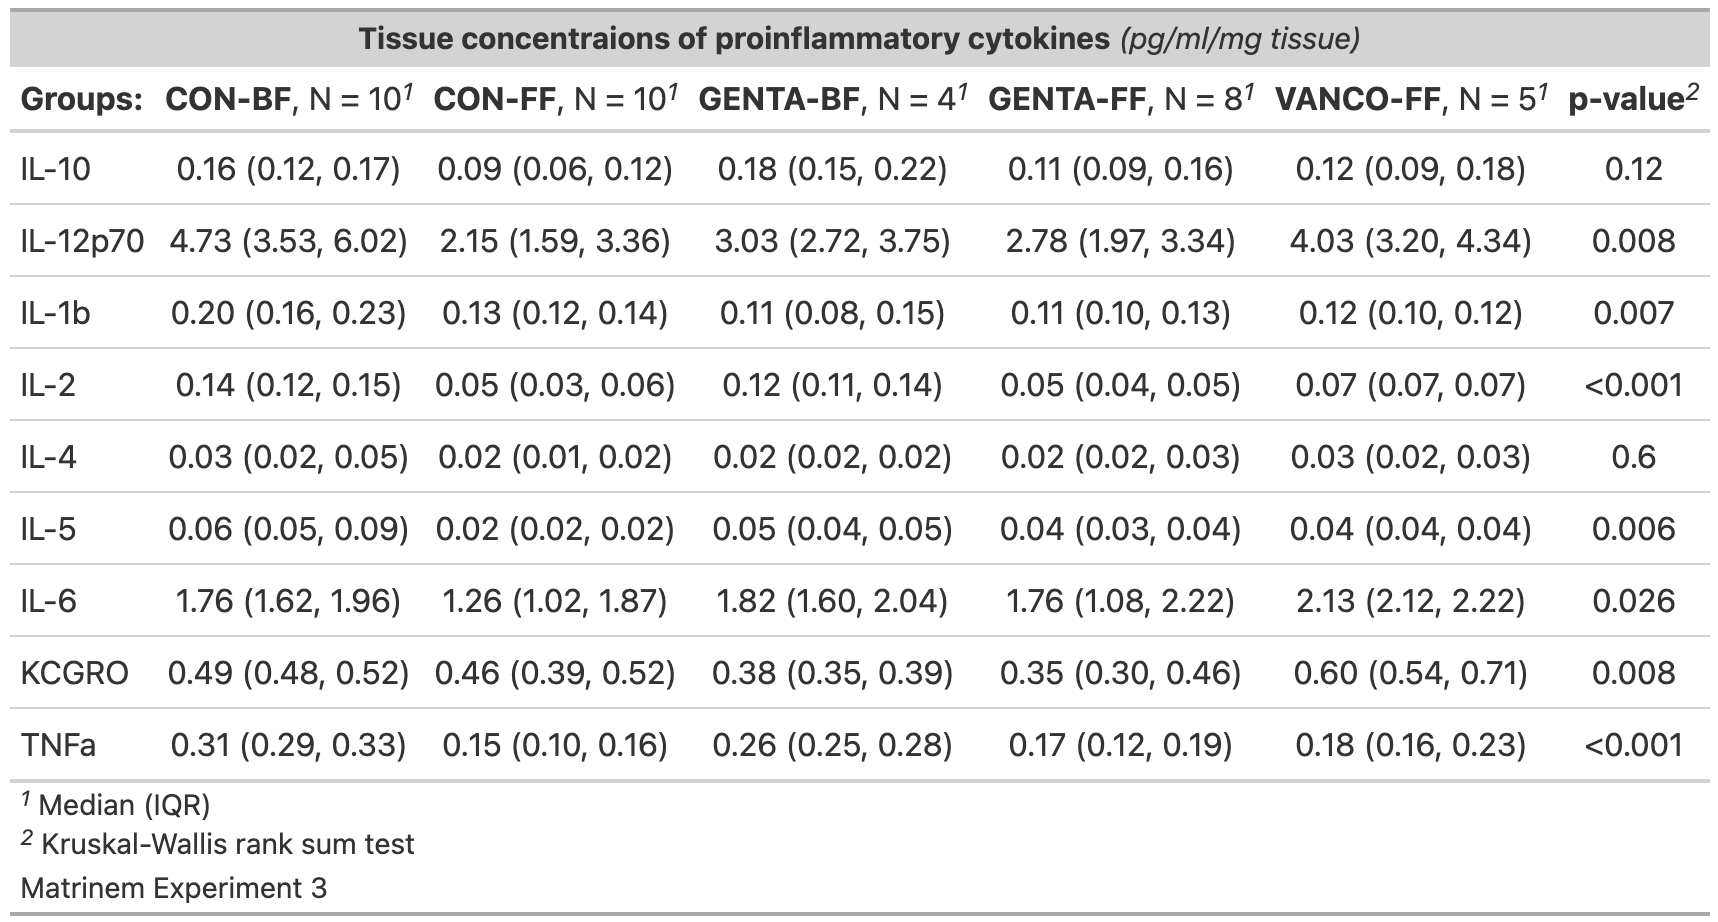 Tissue concentraions of proinflammatory cytokines (pg/ml/mg tissue)
Groups: CON-BF, N = 10¹ CON-FF, N = 10¹ GENTA-BF, N = 4¹ GENTA-FF, N = 8¹ VANCO-FF, N = 5¹ p-value²
IL-10 0.16 (0.12, 0.17) 0.09 (0.06, 0.12) 0.18 (0.15, 0.22) 0.11 (0.09, 0.16) 0.12 (0.09, 0.18) 0.12
IL-12p70 4.73 (3.53, 6.02) 2.15 (1.59, 3.36) 3.03 (2.72, 3.75) 2.78 (1.97, 3.34) 4.03 (3.20, 4.34) 0.008
IL-1b 0.20 (0.16, 0.23) 0.13 (0.12, 0.14) 0.11 (0.08, 0.15) 0.11 (0.10, 0.13) 0.12 (0.10, 0.12) 0.007
IL-2 0.14 (0.12, 0.15) 0.05 (0.03, 0.06) 0.12 (0.11, 0.14) 0.05 (0.04, 0.05) 0.07 (0.07, 0.07) <0.001
IL-4 0.03 (0.02, 0.05) 0.02 (0.01, 0.02) 0.02 (0.02, 0.02) 0.02 (0.02, 0.03) 0.03 (0.02, 0.03) 0.6
IL-5 0.06 (0.05, 0.09) 0.02 (0.02, 0.02) 0.05 (0.04, 0.05) 0.04 (0.03, 0.04) 0.04 (0.04, 0.04) 0.006
IL-6 1.76 (1.62, 1.96) 1.26 (1.02, 1.87) 1.82 (1.60, 2.04) 1.76 (1.08, 2.22) 2.13 (2.12, 2.22) 0.026
KCGRO 0.49 (0.48, 0.52) 0.46 (0.39, 0.52) 0.38 (0.35, 0.39) 0.35 (0.30, 0.46) 0.60 (0.54, 0.71) 0.008
TNFa 0.31 (0.29, 0.33) 0.15 (0.10, 0.16) 0.26 (0.25, 0.28) 0.17 (0.12, 0.19) 0.18 (0.16, 0.23) <0.001
¹ Median (IQR)
² Kruskal-Wallis rank sum test
Matrinem Experiment 3